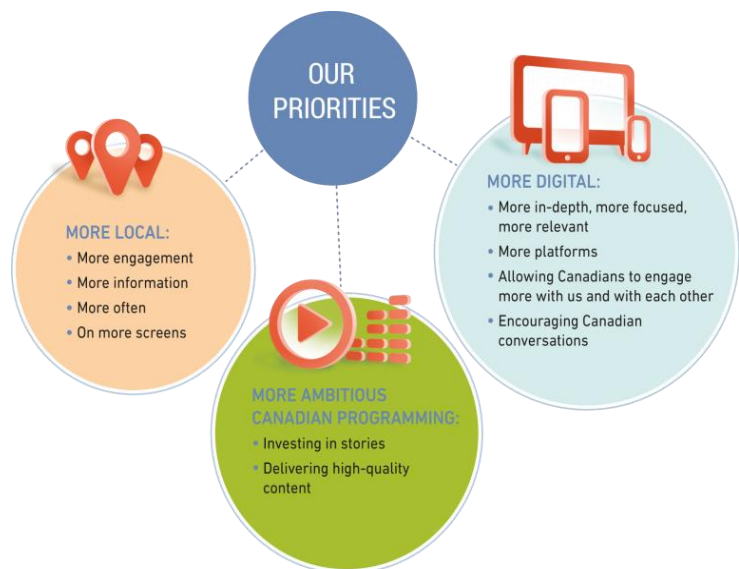 OUR
PRIORITIES
MORE LOCAL:
• More engagement
• More information
• More often
• On more screens
MORE AMBITIOUS
CANADIAN PROGRAMMING:
• Investing in stories
• Delivering high-quality
content
MORE DIGITAL:
• More in-depth, more focused,
more relevant
• More platforms
• Allowing Canadians to engage
more with us and with each other
• Encouraging Canadian
conversations